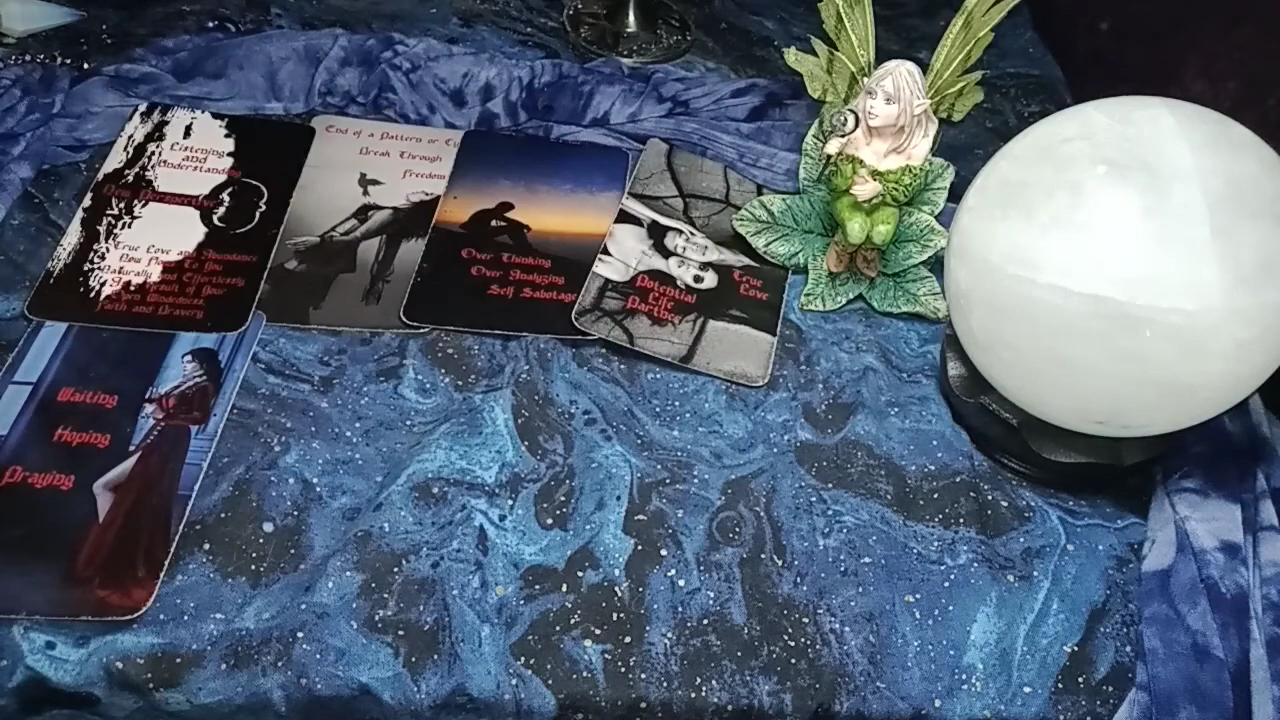 Listening
and
Understanding
New Perspective
True Love and Abundance
Now Flow To You
Naturally and Effortlessly
Result of Your
Open Mindedness,
Faith and Bravery
End of a Pattern or Cy
Break Through
Freedom
Over Thinking
Over Analyzing
Self Sabotage
True
Love
Potential
Life
Partner
Waiting
Hoping
Praying